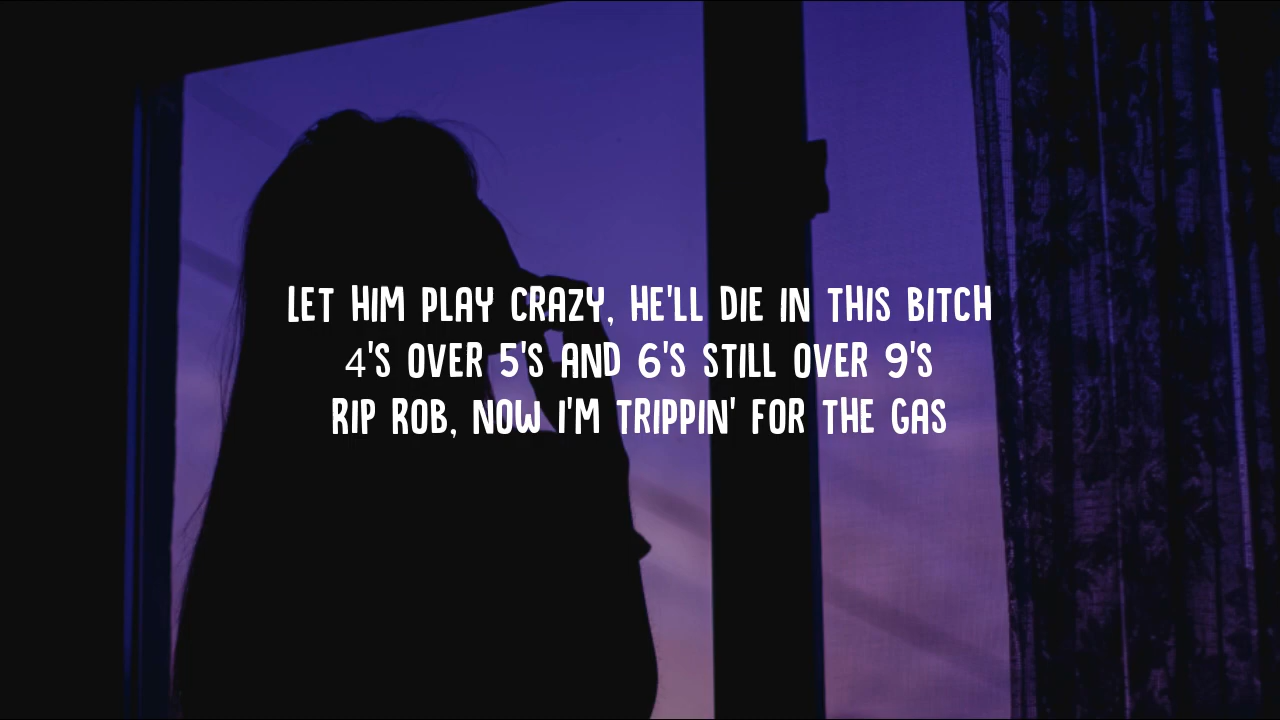 LET HIM PLAY CRAZY, HE'LL DIE IN THIS BITCH
4'S OVER 5'S AND 6'S STILL OVER 9'S
RIP ROB, NOW I'M TRIPPIN' FOR THE GAS